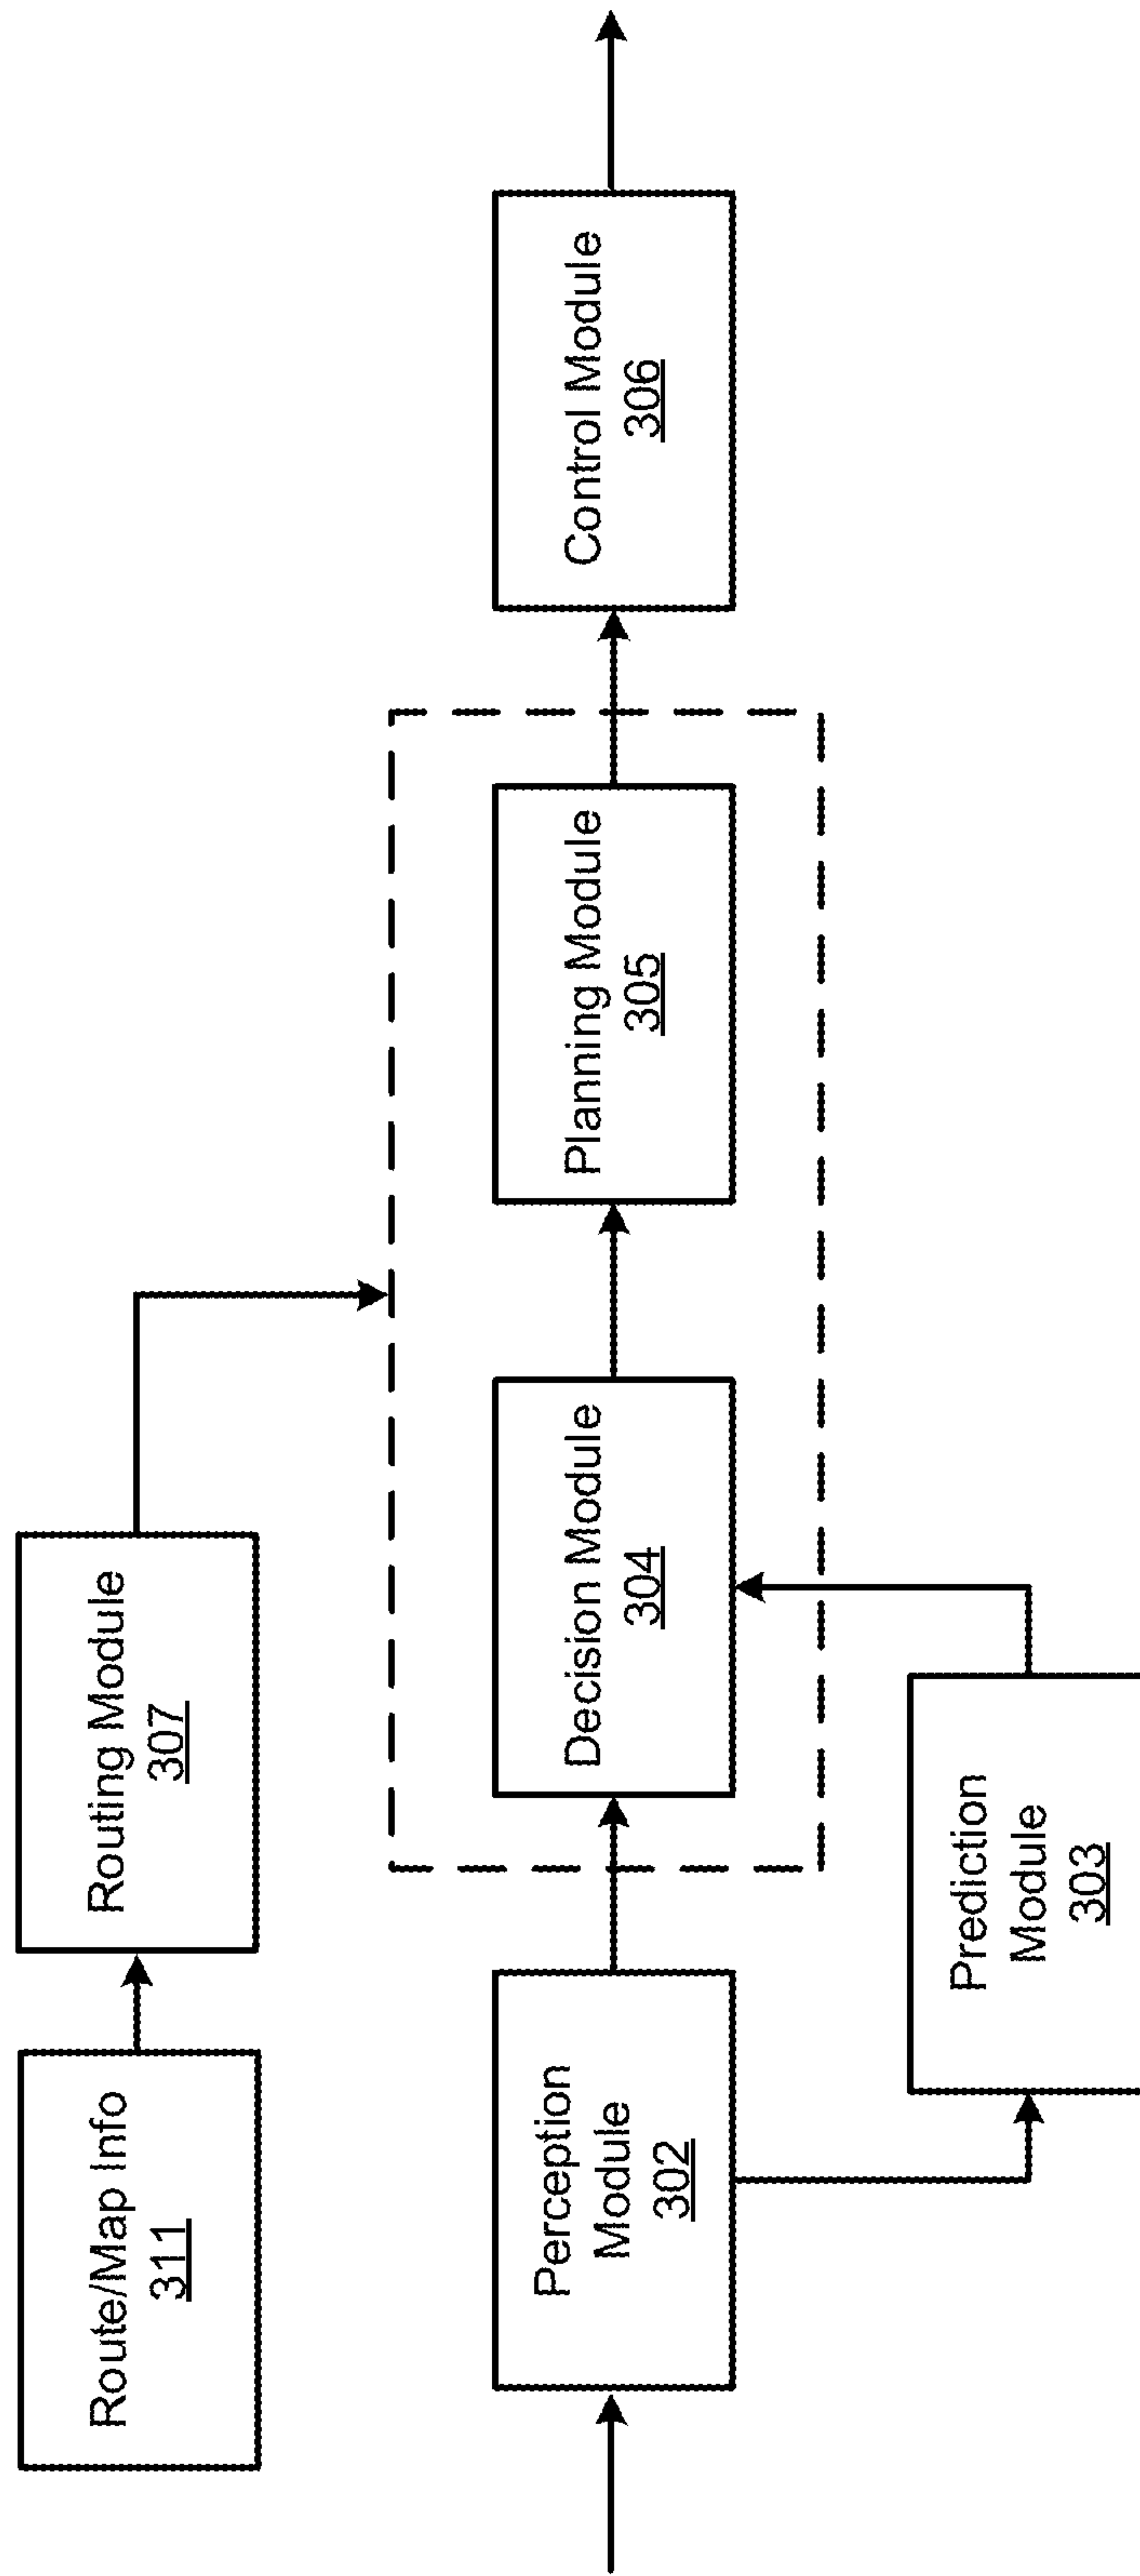 Route/Map Info
311
Routing Module
307
Perception
Module
302
Decision Module
304
Planning Module
305
Control Module
306
Prediction
Module
303